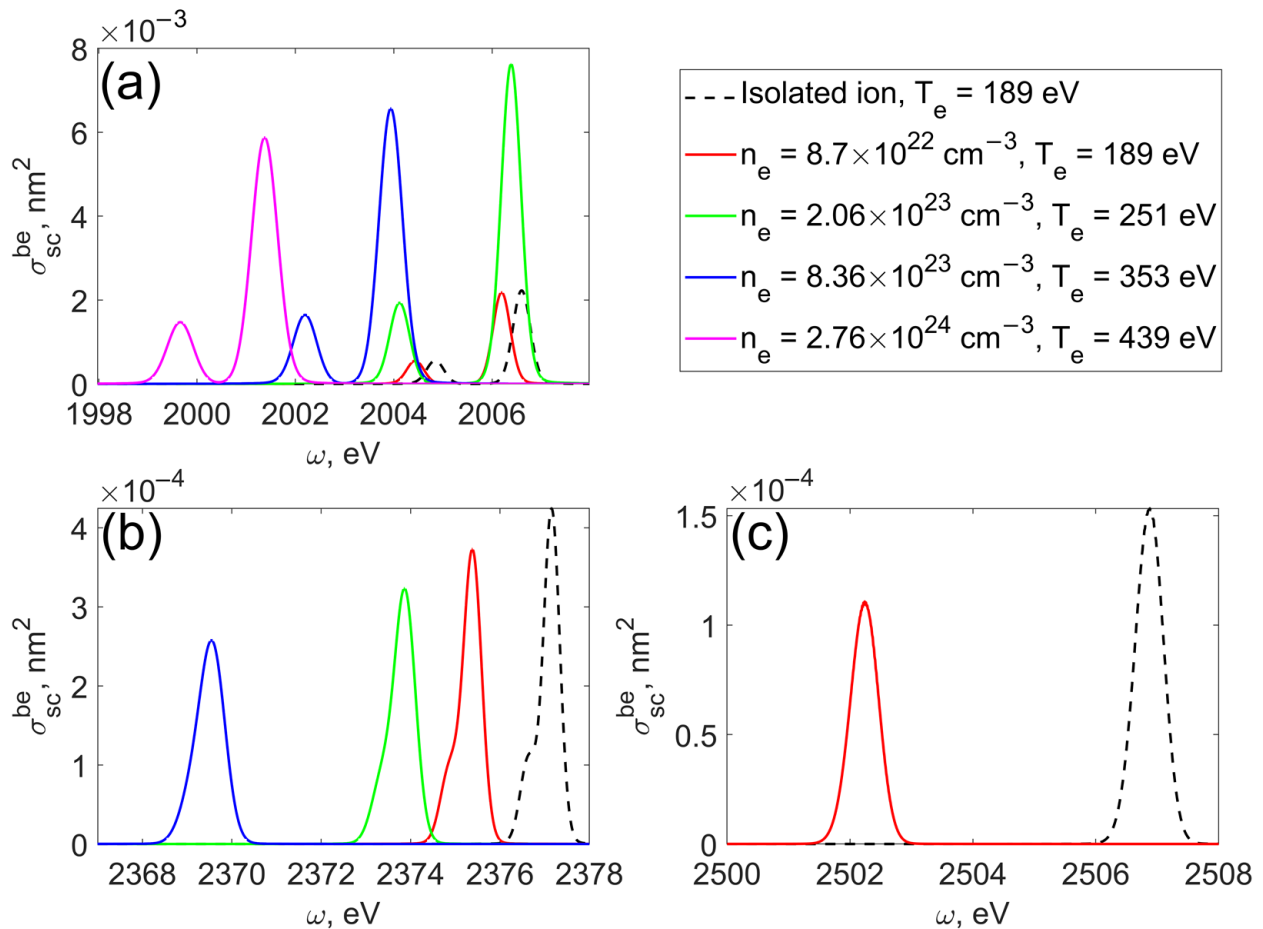 ×10⁻³
(a)
8
6
4
2
0
σ_sc^be, nm²
1998 2000 2002 2004 2006
ω, eV
Isolated ion, T_e = 189 eV
n_e = 8.7×10²² cm⁻³, T_e = 189 eV
n_e = 2.06×10²³ cm⁻³, T_e = 251 eV
n_e = 8.36×10²³ cm⁻³, T_e = 353 eV
n_e = 2.76×10²⁴ cm⁻³, T_e = 439 eV
×10⁻⁴
(b)
4
3
2
1
0
σ_sc^be, nm²
2368 2370 2372 2374 2376 2378
ω, eV
×10⁻⁴
(c)
1.5
1
0.5
0
σ_sc^be, nm²
2500 2502 2504 2506 2508
ω, eV